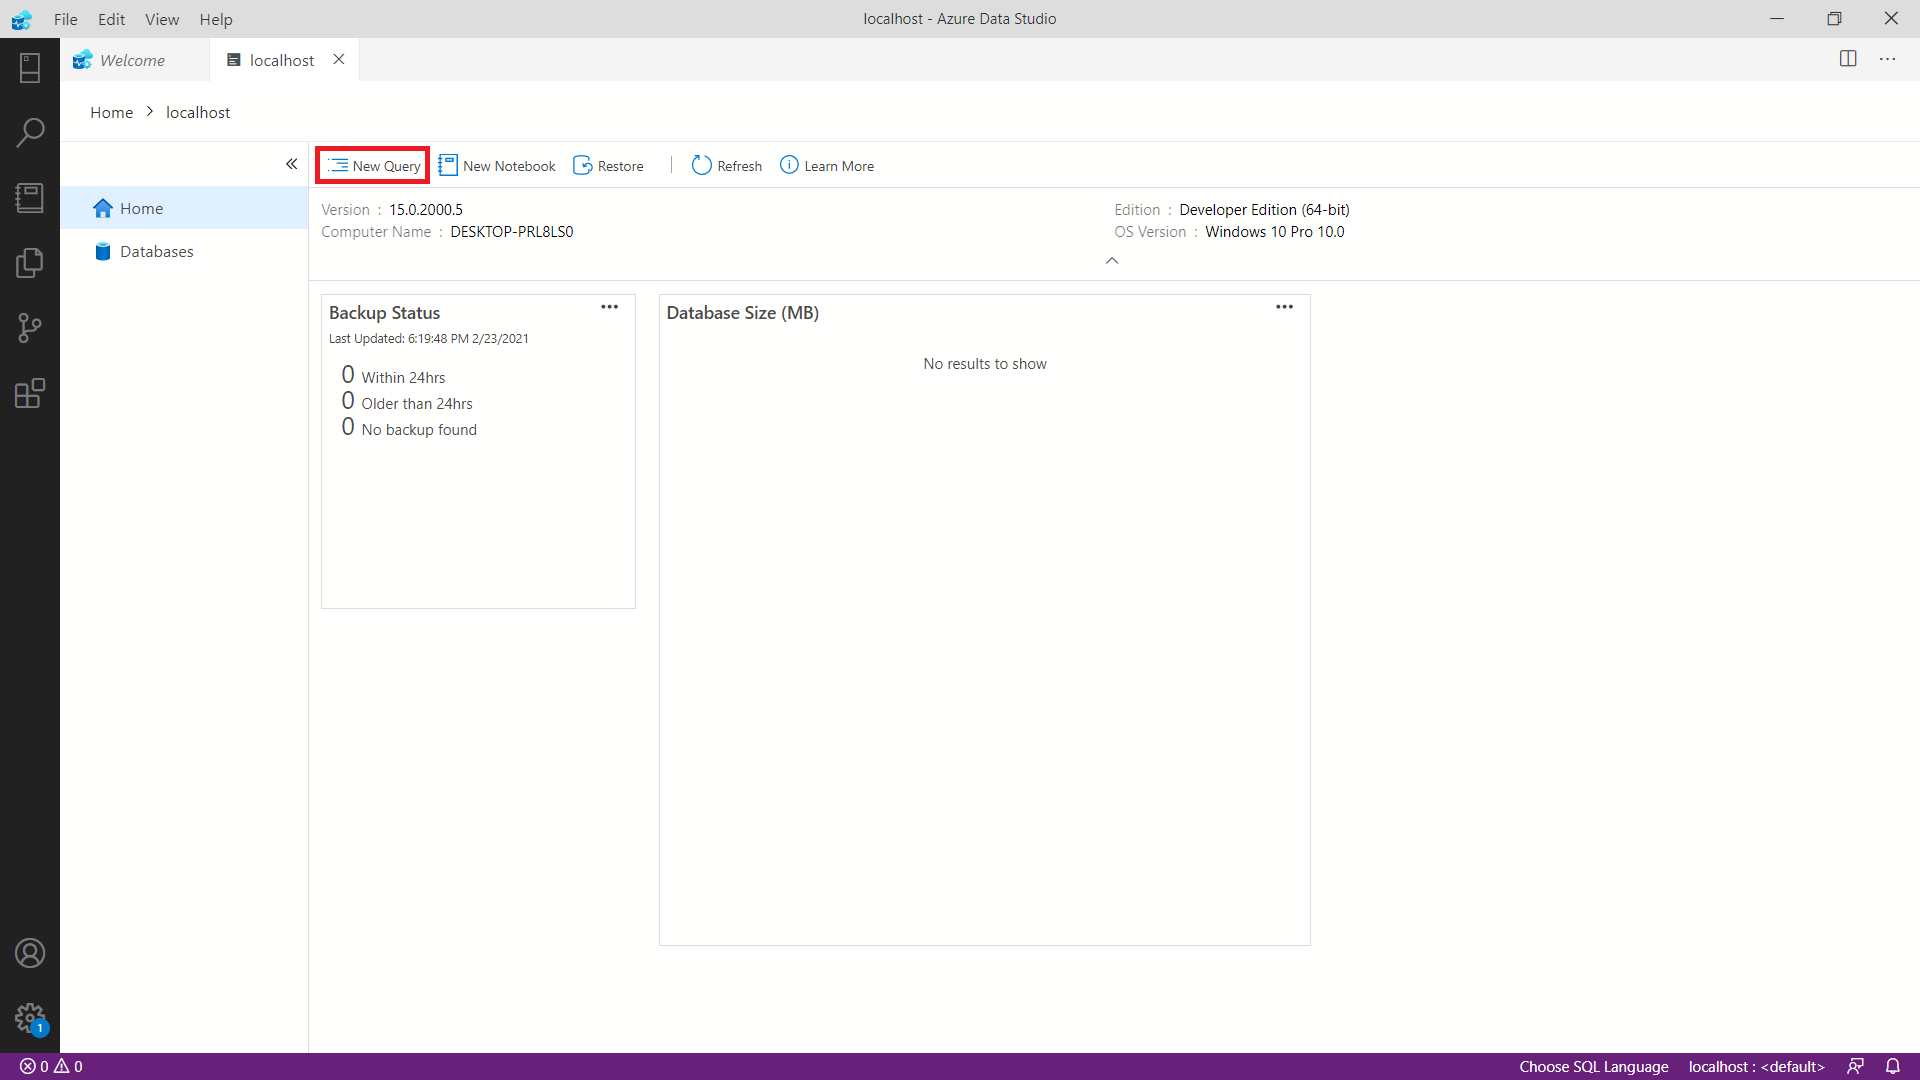 File Edit View Help
localhost - Azure Data Studio
Welcome
localhost
Home > localhost
Home
Databases
New Query
New Notebook
Restore
Refresh
Learn More
Version : 15.0.2000.5
Computer Name : DESKTOP-PRL8LS0
Edition : Developer Edition (64-bit)
OS Version : Windows 10 Pro 10.0
Backup Status
Last Updated: 6:19:48 PM 2/23/2021
0 Within 24hrs
0 Older than 24hrs
0 No backup found
Database Size (MB)
No results to show
1
0 0
Choose SQL Language
localhost : <default>